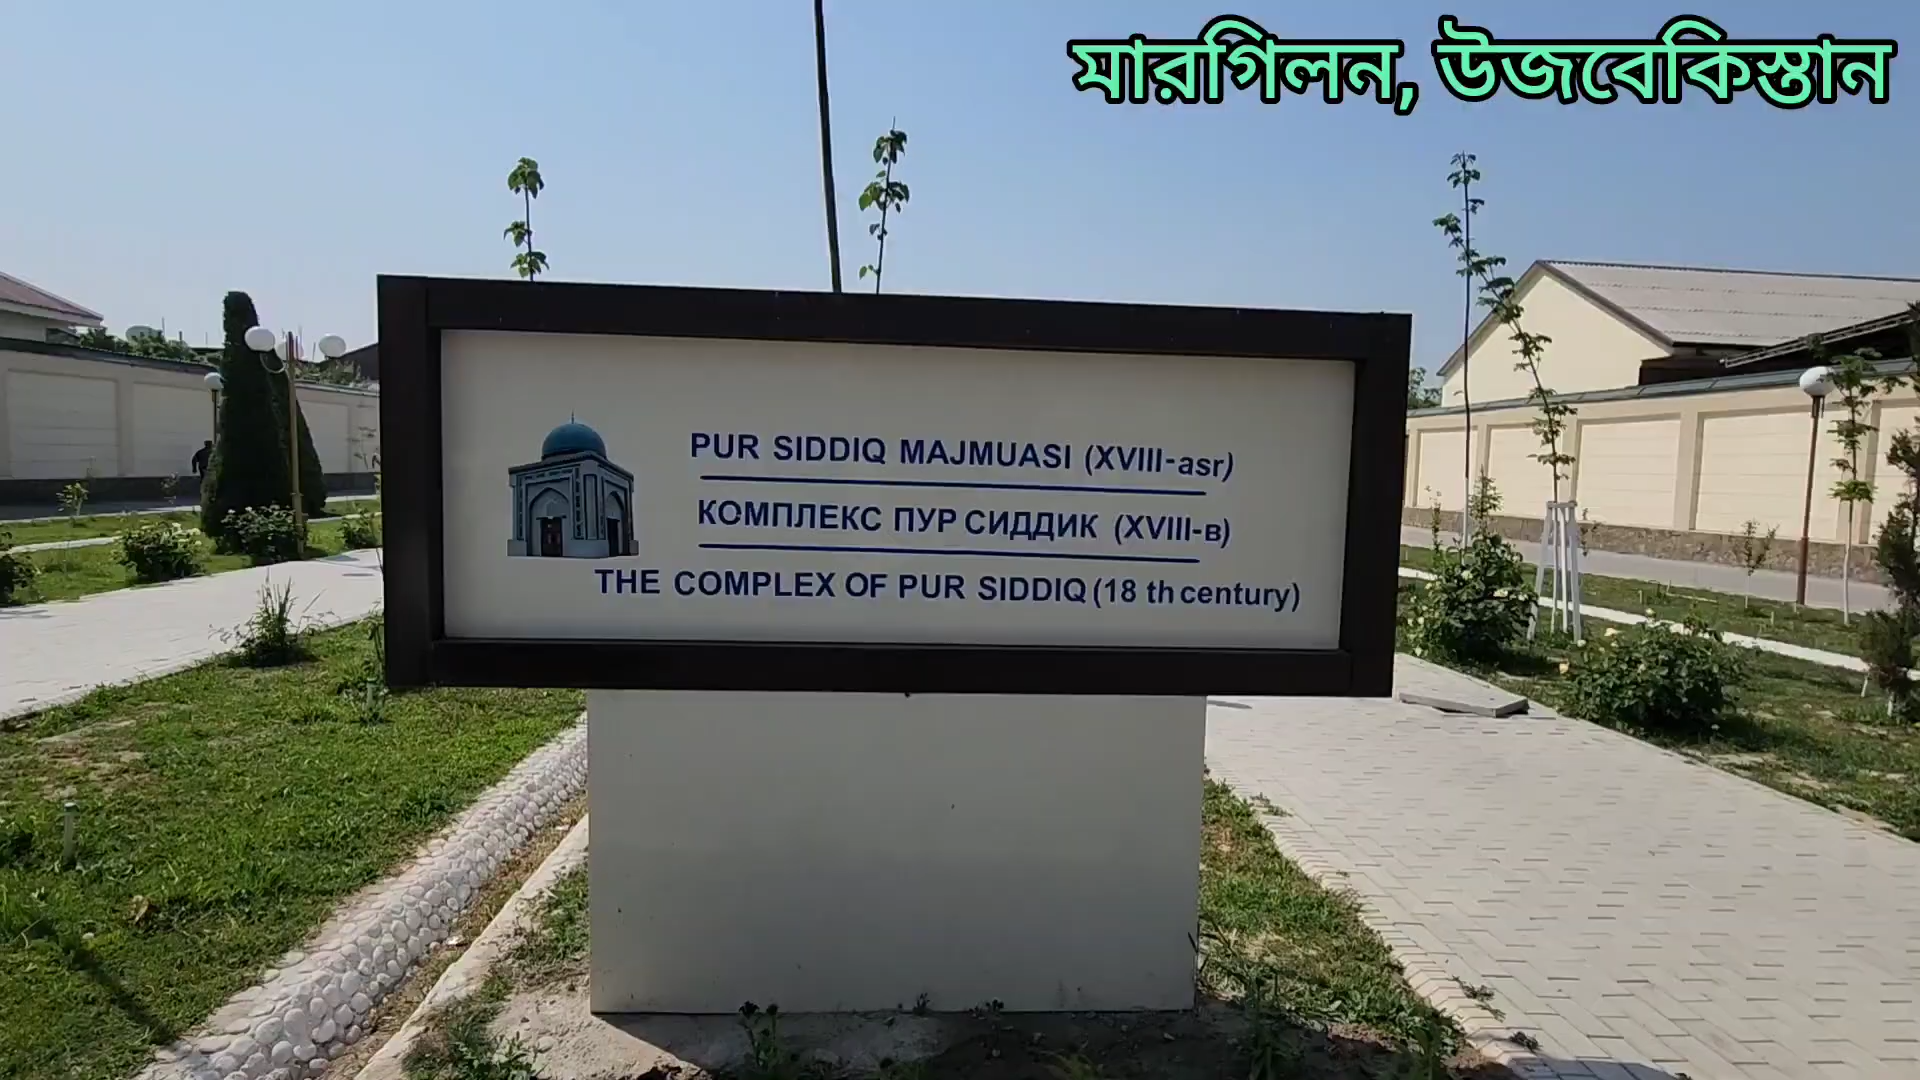 মারগিলন, উজবেকিস্তান
PUR SIDDIQ MAJMUASI (XVIII-asr)
КОМПЛЕКС ПУР СИДДИК (XVIII-в)
THE COMPLEX OF PUR SIDDIQ (18 th century)